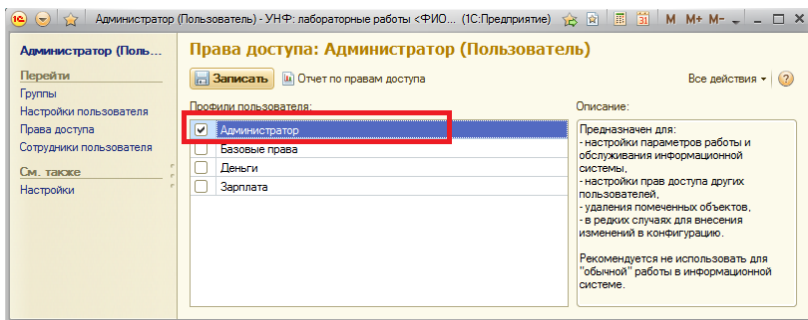 Администратор (Пользователь) - УНФ: лабораторные работы <ФИО... (1С:Предприятие) M M+ M-
Администратор (Поль...
Перейти
Группы
Настройки пользователя
Права доступа
Сотрудники пользователя
См. также
Настройки
Права доступа: Администратор (Пользователь)
Записать Отчет по правам доступа Все действия
Профили пользователя:
Администратор
Базовые права
Деньги
Зарплата
Описание:
Предназначен для:
- настройки параметров работы и
обслуживания информационной
системы,
- настройки прав доступа других
пользователей,
- удаления помеченных объектов,
- в редких случаях для внесения
изменений в конфигурацию.
Рекомендуется не использовать для
"обычной" работы в информационной
системе.